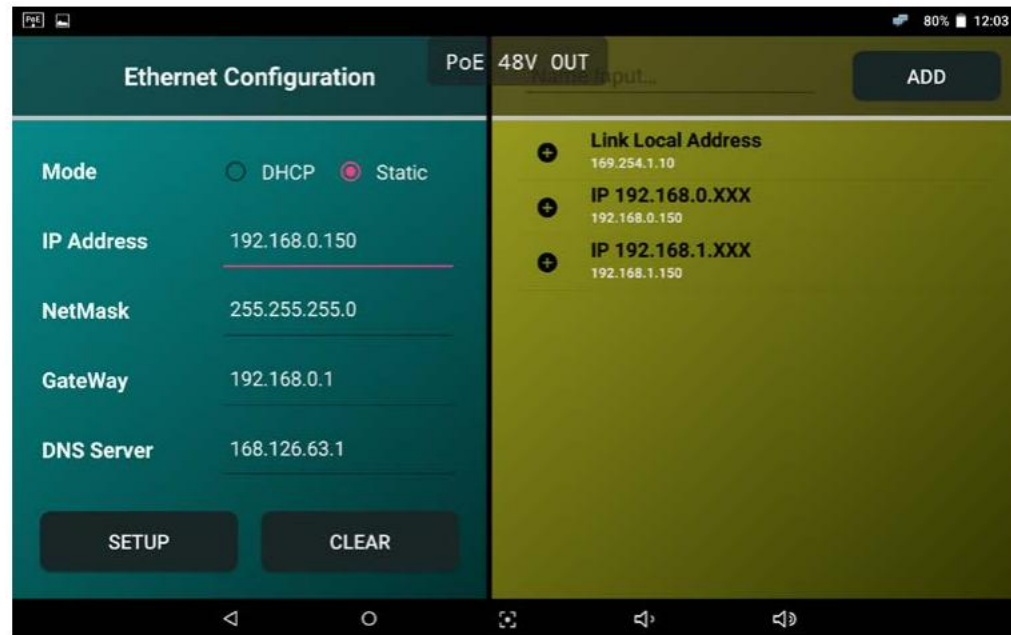 PoE
80% 12:03
PoE 48V OUT
Ethernet Configuration
Name Input...
ADD
Mode
DHCP
Static
IP Address
192.168.0.150
NetMask
255.255.255.0
GateWay
192.168.0.1
DNS Server
168.126.63.1
SETUP
CLEAR
Link Local Address
169.254.1.10
IP 192.168.0.XXX
192.168.0.150
IP 192.168.1.XXX
192.168.1.150